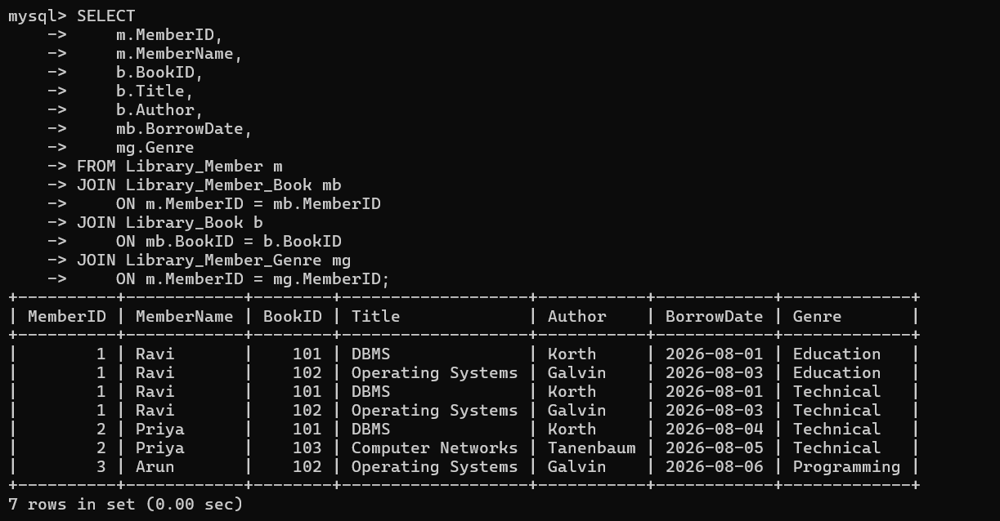 mysql> SELECT
    ->     m.MemberID,
    ->     m.MemberName,
    ->     b.BookID,
    ->     b.Title,
    ->     b.Author,
    ->     mb.BorrowDate,
    ->     mg.Genre
    -> FROM Library_Member m
    -> JOIN Library_Member_Book mb
    ->     ON m.MemberID = mb.MemberID
    -> JOIN Library_Book b
    ->     ON mb.BookID = b.BookID
    -> JOIN Library_Member_Genre mg
    ->     ON m.MemberID = mg.MemberID;
+----------+------------+--------+-------------------+-----------+------------+-------------+
| MemberID | MemberName | BookID | Title             | Author    | BorrowDate | Genre       |
+----------+------------+--------+-------------------+-----------+------------+-------------+
|        1 | Ravi       |    101 | DBMS              | Korth     | 2026-08-01 | Education   |
|        1 | Ravi       |    102 | Operating Systems | Galvin    | 2026-08-03 | Education   |
|        1 | Ravi       |    101 | DBMS              | Korth     | 2026-08-01 | Technical   |
|        1 | Ravi       |    102 | Operating Systems | Galvin    | 2026-08-03 | Technical   |
|        2 | Priya      |    101 | DBMS              | Korth     | 2026-08-04 | Technical   |
|        2 | Priya      |    103 | Computer Networks | Tanenbaum | 2026-08-05 | Technical   |
|        3 | Arun       |    102 | Operating Systems | Galvin    | 2026-08-06 | Programming |
+----------+------------+--------+-------------------+-----------+------------+-------------+
7 rows in set (0.00 sec)